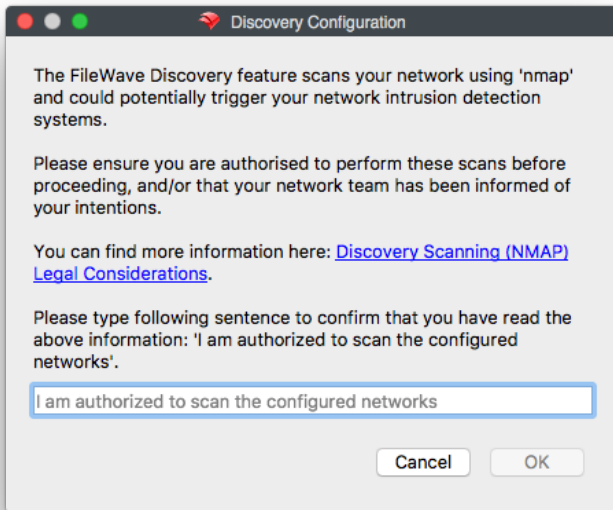 Discovery Configuration
The FileWave Discovery feature scans your network using 'nmap'
and could potentially trigger your network intrusion detection
systems.
Please ensure you are authorised to perform these scans before
proceeding, and/or that your network team has been informed of
your intentions.
You can find more information here: Discovery Scanning (NMAP)
Legal Considerations.
Please type following sentence to confirm that you have read the
above information: 'I am authorized to scan the configured
networks'.
I am authorized to scan the configured networks
Cancel OK